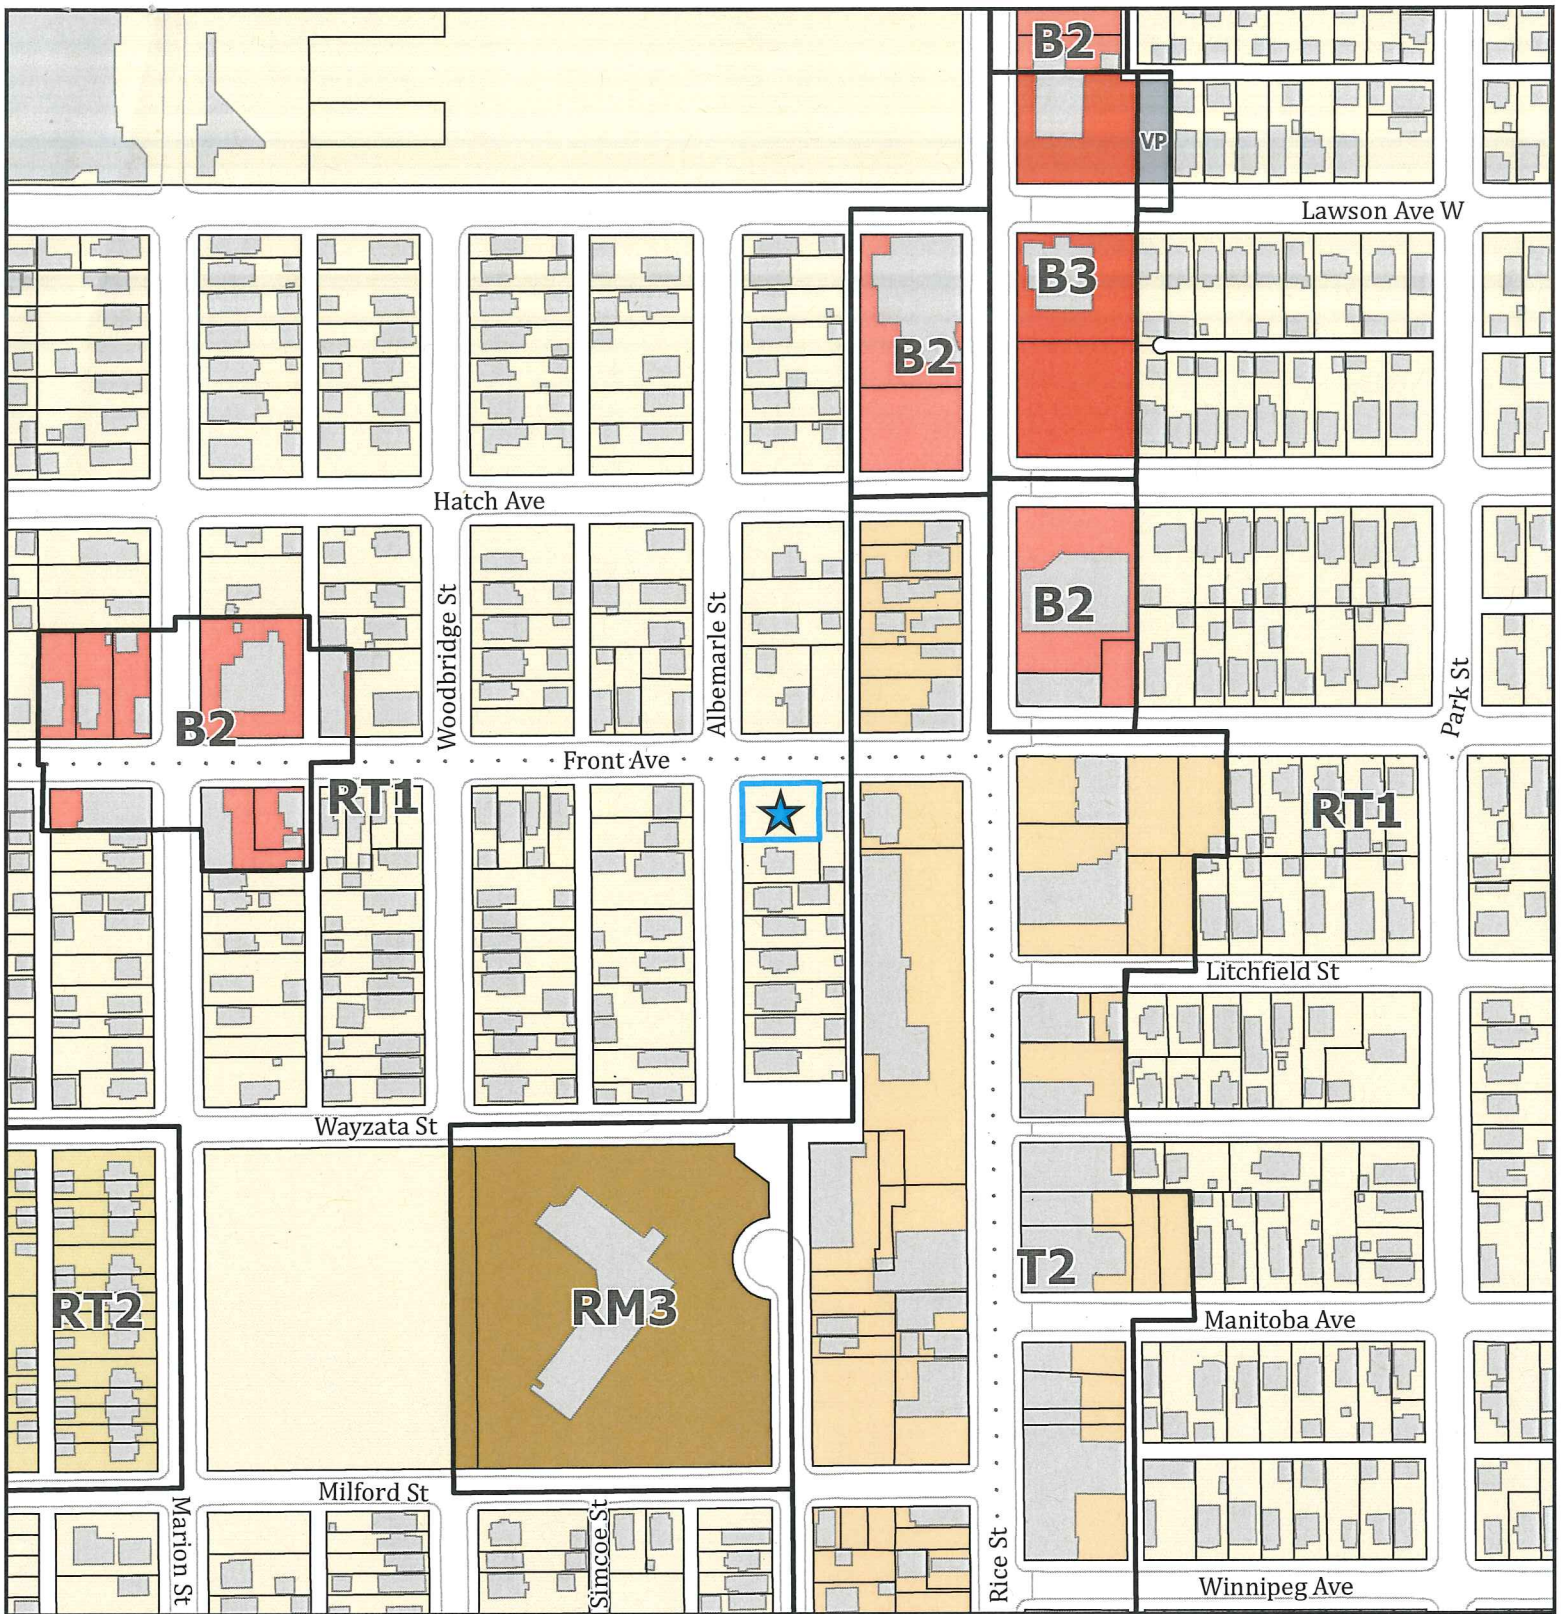 B2
VP
Lawson Ave W
B3
B2
Hatch Ave
Woodbridge St
Albemarle St
B2
Park St
B2
Front Ave
RT1
RT1
Litchfield St
Wayzata St
T2
RT2
RM3
Manitoba Ave
Milford St
Marion St
Simcoe St
Rice St
Winnipeg Ave